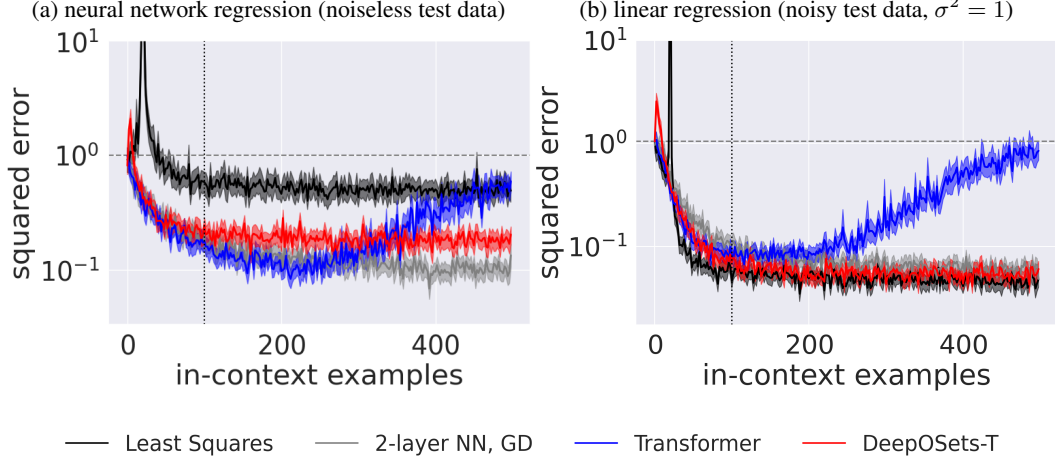 (a) neural network regression (noiseless test data)
(b) linear regression (noisy test data, σ² = 1)
squared error
10¹
10⁰
10⁻¹
0 200 400
in-context examples
squared error
10¹
10⁰
10⁻¹
0 200 400
in-context examples
Least Squares
2-layer NN, GD
Transformer
DeepOSets-T